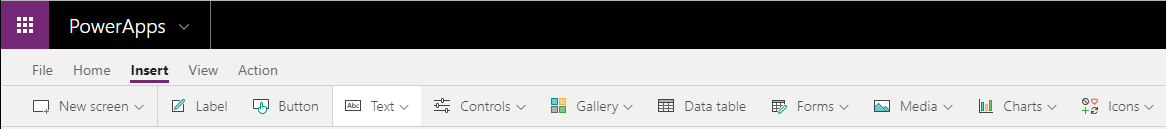 PowerApps
File Home Insert View Action
New screen Label Button Abc Text Controls Gallery Data table Forms Media Charts Icons